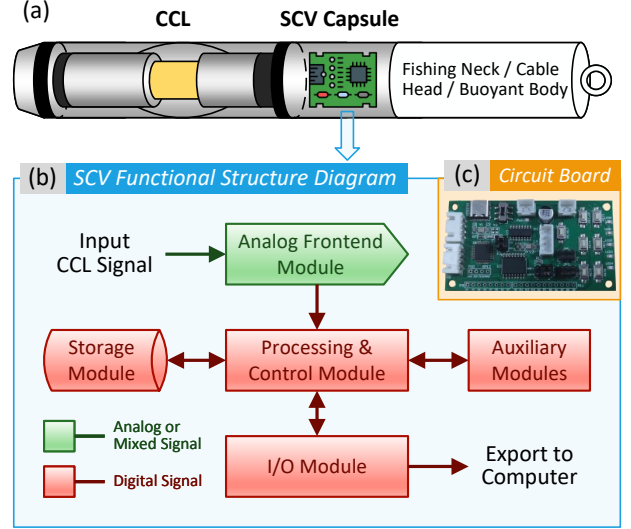 (a)
CCL
SCV Capsule
Fishing Neck / Cable
Head / Buoyant Body
(b)
SCV Functional Structure Diagram
(c)
Circuit Board
Input
CCL Signal
Analog Frontend
Module
Storage
Module
Processing &
Control Module
Auxiliary
Modules
Analog or
Mixed Signal
Digital Signal
I/O Module
Export to
Computer